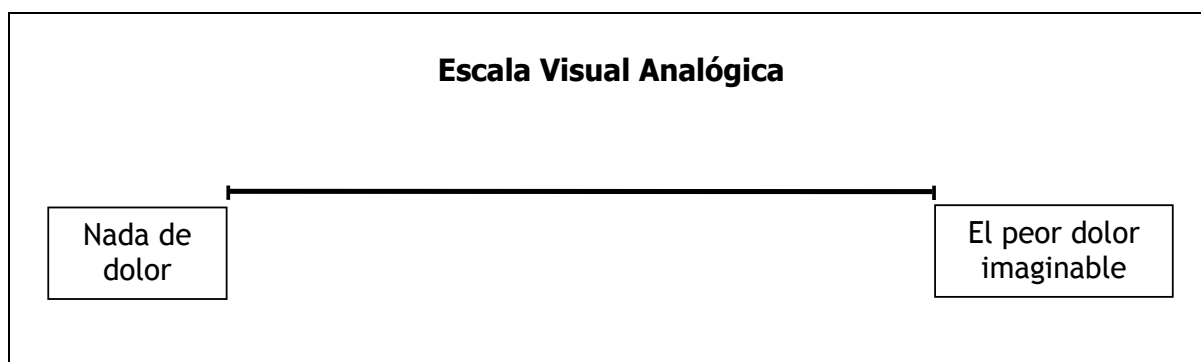 Escala Visual Analógica
Nada de
dolor
El peor dolor
imaginable